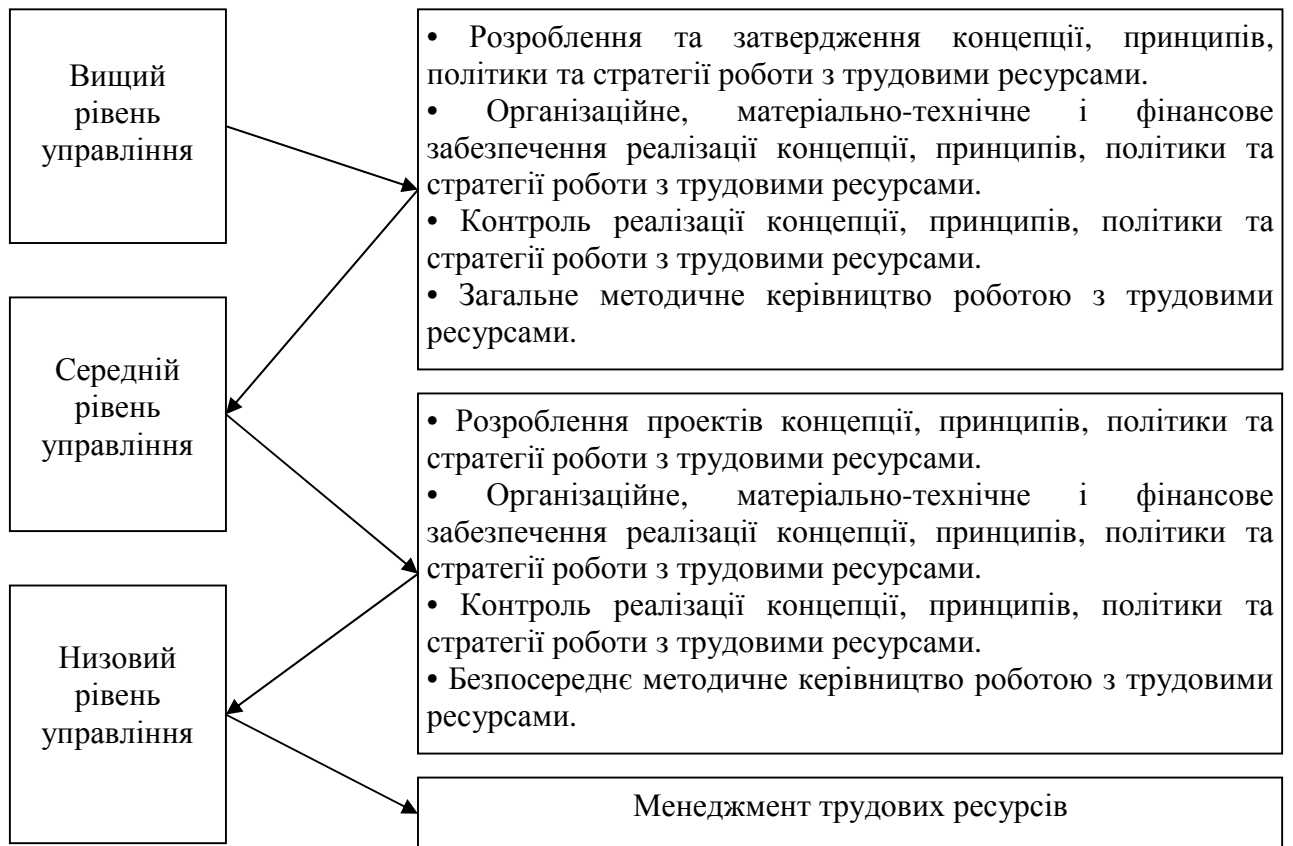 Вищий
рівень
управління
• Розроблення та затвердження концепції, принципів,
політики та стратегії роботи з трудовими ресурсами.
• Організаційне, матеріально-технічне і фінансове
забезпечення реалізації концепції, принципів, політики та
стратегії роботи з трудовими ресурсами.
• Контроль реалізації концепції, принципів, політики та
стратегії роботи з трудовими ресурсами.
• Загальне методичне керівництво роботою з трудовими
ресурсами.
Середній
рівень
управління
• Розроблення проектів концепції, принципів, політики та
стратегії роботи з трудовими ресурсами.
• Організаційне, матеріально-технічне і фінансове
забезпечення реалізації концепції, принципів, політики та
стратегії роботи з трудовими ресурсами.
• Контроль реалізації концепції, принципів, політики та
стратегії роботи з трудовими ресурсами.
• Безпосереднє методичне керівництво роботою з трудовими
ресурсами.
Низовий
рівень
управління
Менеджмент трудових ресурсів